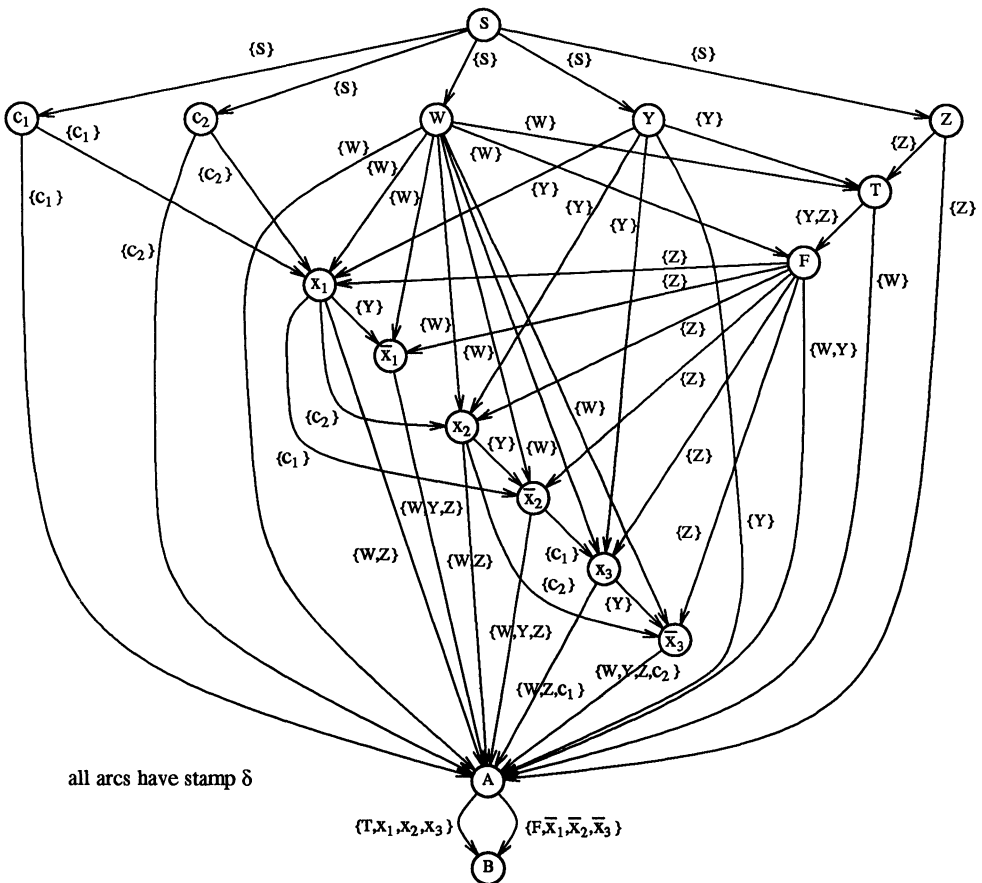 S
{S}
{S}
{S}
{S}
{S}
c₁
c₂
W
Y
Z
{c₁}
{c₂}
{W}
{W}
{W}
{W}
{W}
{Y}
{Z}
T
{c₁}
{c₂}
{Y}
{Y}
{Y}
{Y,Z}
{Z}
F
{Z}
{Z}
{W}
x₁
{Y}
x̄₁
{W}
{W}
{Z}
{W,Y}
{Z}
{W}
{c₂}
x₂
{c₁}
{Y}
{W}
{Z}
x̄₂
{W,Y,Z}
{W,Z}
{W,Z}
{c₁}
{Z}
{Y}
x₃
{c₂}
{Y}
x̄₃
{W,Y,Z}
{W,Z,c₁}
{W,Y,Z,c₂}
all arcs have stamp δ
A
{T,x₁,x₂,x₃}
{F,x̄₁,x̄₂,x̄₃}
B